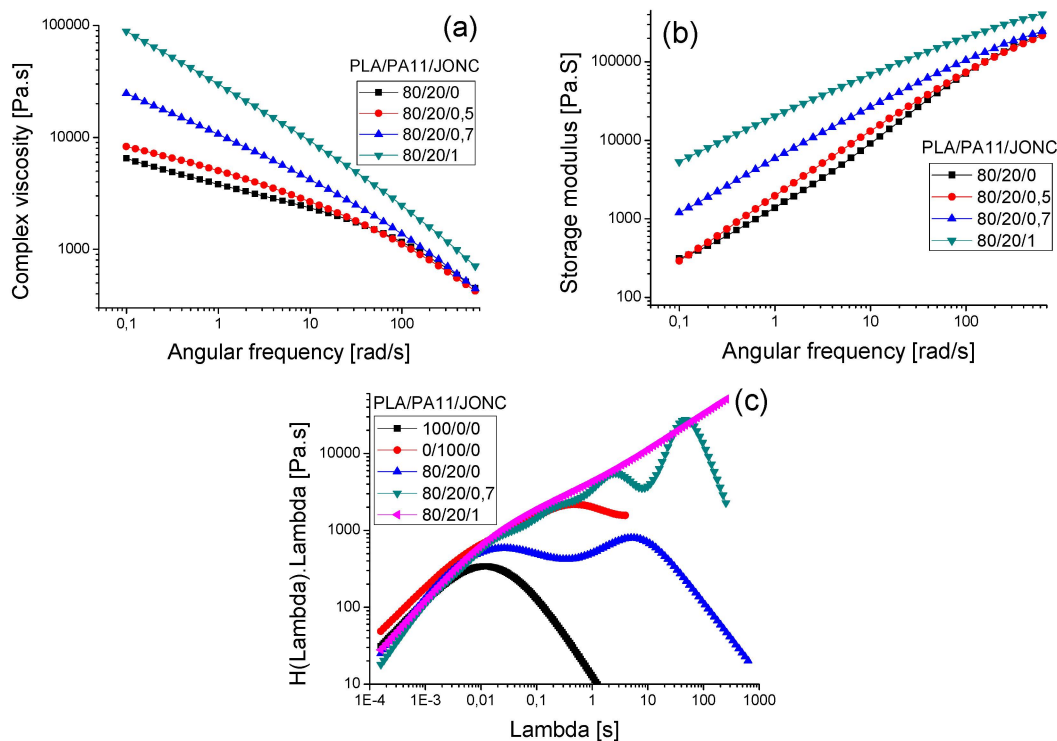 (a)
Complex viscosity [Pa.s]
100000
10000
1000
PLA/PA11/JONC
80/20/0
80/20/0,5
80/20/0,7
80/20/1
0,1 1 10 100
Angular frequency [rad/s]
(b)
Storage modulus [Pa.S]
100000
10000
1000
100
PLA/PA11/JONC
80/20/0
80/20/0,5
80/20/0,7
80/20/1
0,1 1 10 100
Angular frequency [rad/s]
(c)
H(Lambda).Lambda [Pa.s]
10000
1000
100
10
PLA/PA11/JONC
100/0/0
0/100/0
80/20/0
80/20/0,7
80/20/1
1E-4 1E-3 0,01 0,1 1 10 100 1000
Lambda [s]